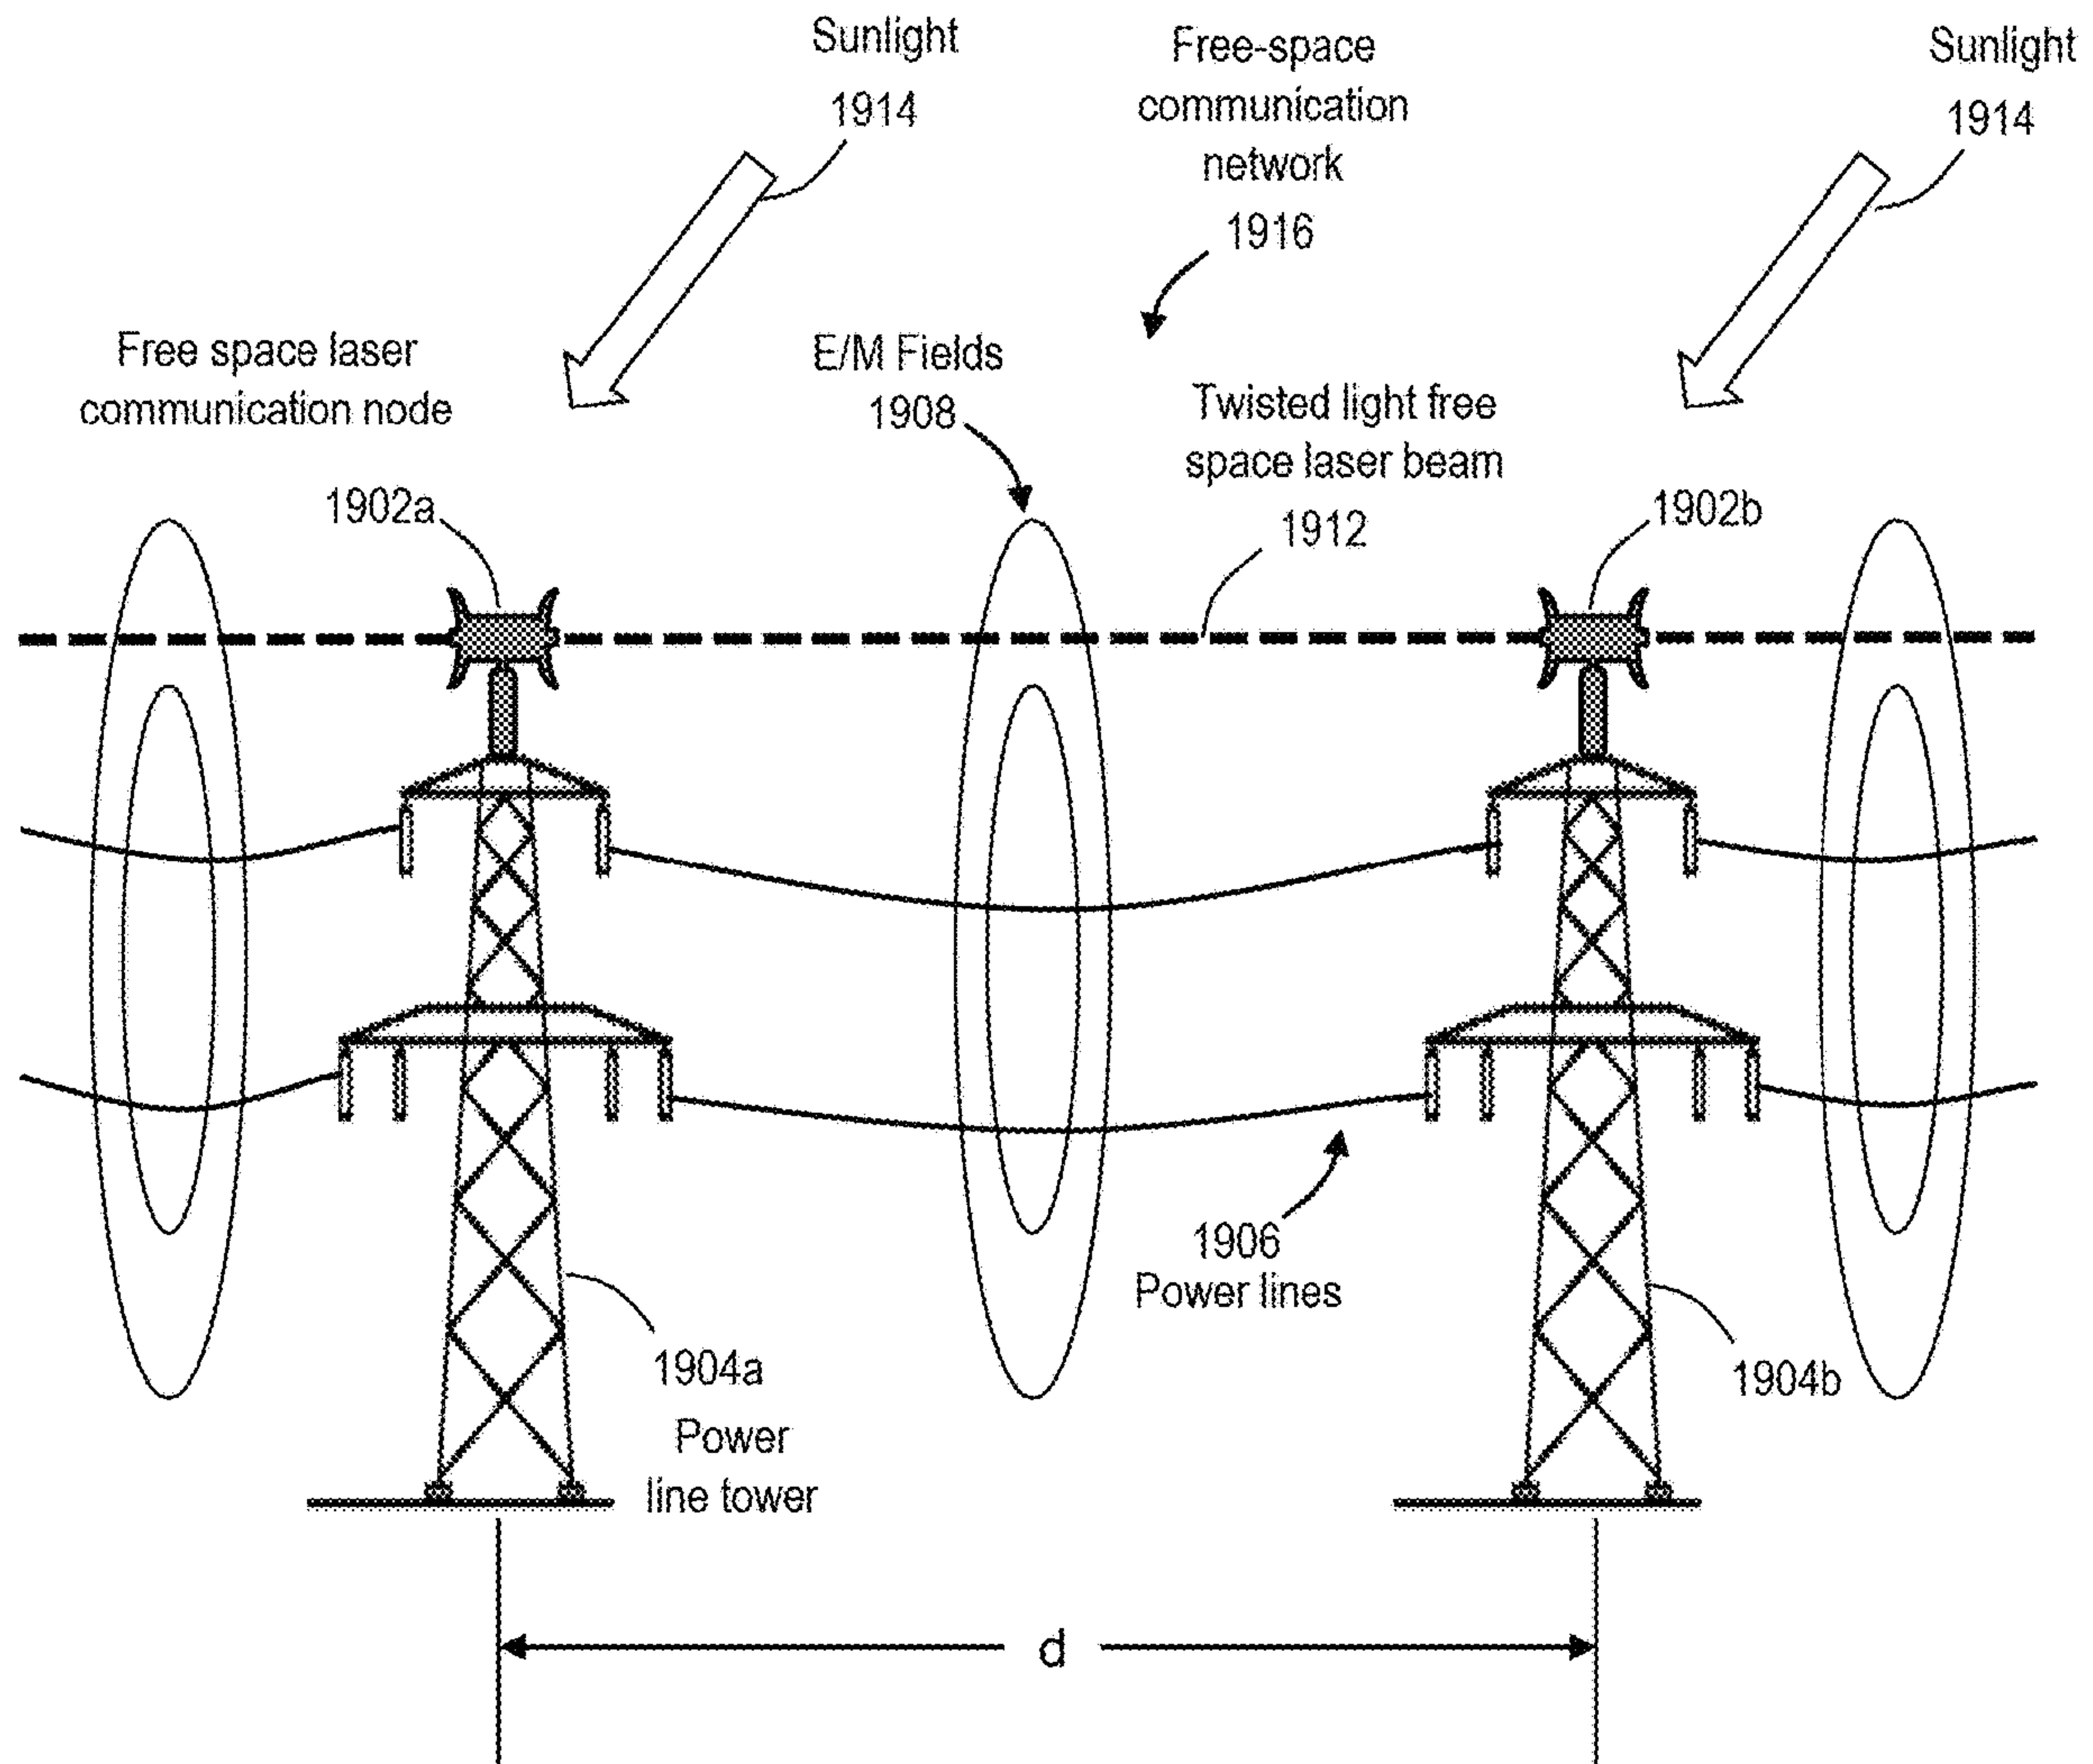 Sunlight
1914
Free-space
communication
network
1916
Sunlight
1914
Free space laser
communication node
1902a
E/M Fields
1908
Twisted light free
space laser beam
1912
1902b
1906
Power lines
1904a
Power
line tower
1904b
d